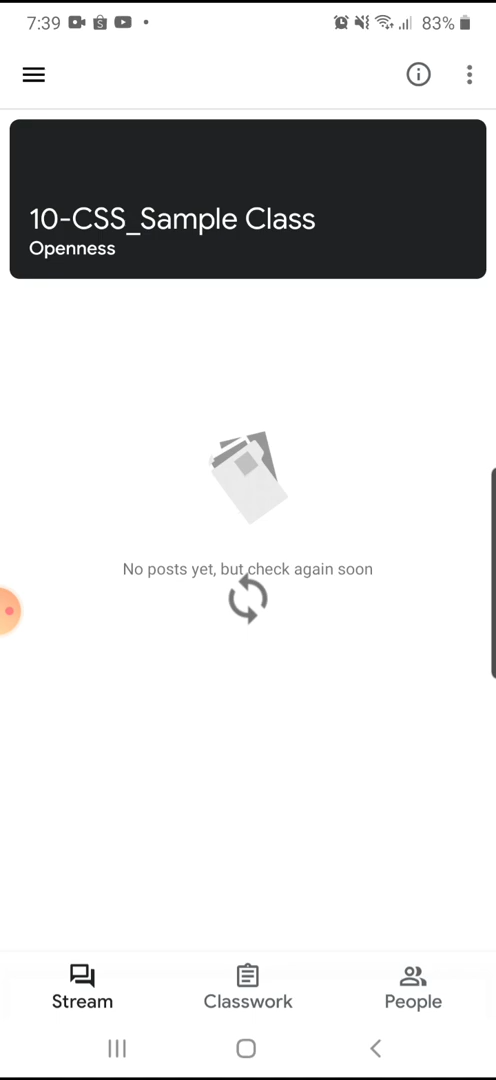 7:39
83%
10-CSS_Sample Class
Openness
No posts yet, but check again soon
Stream
Classwork
People